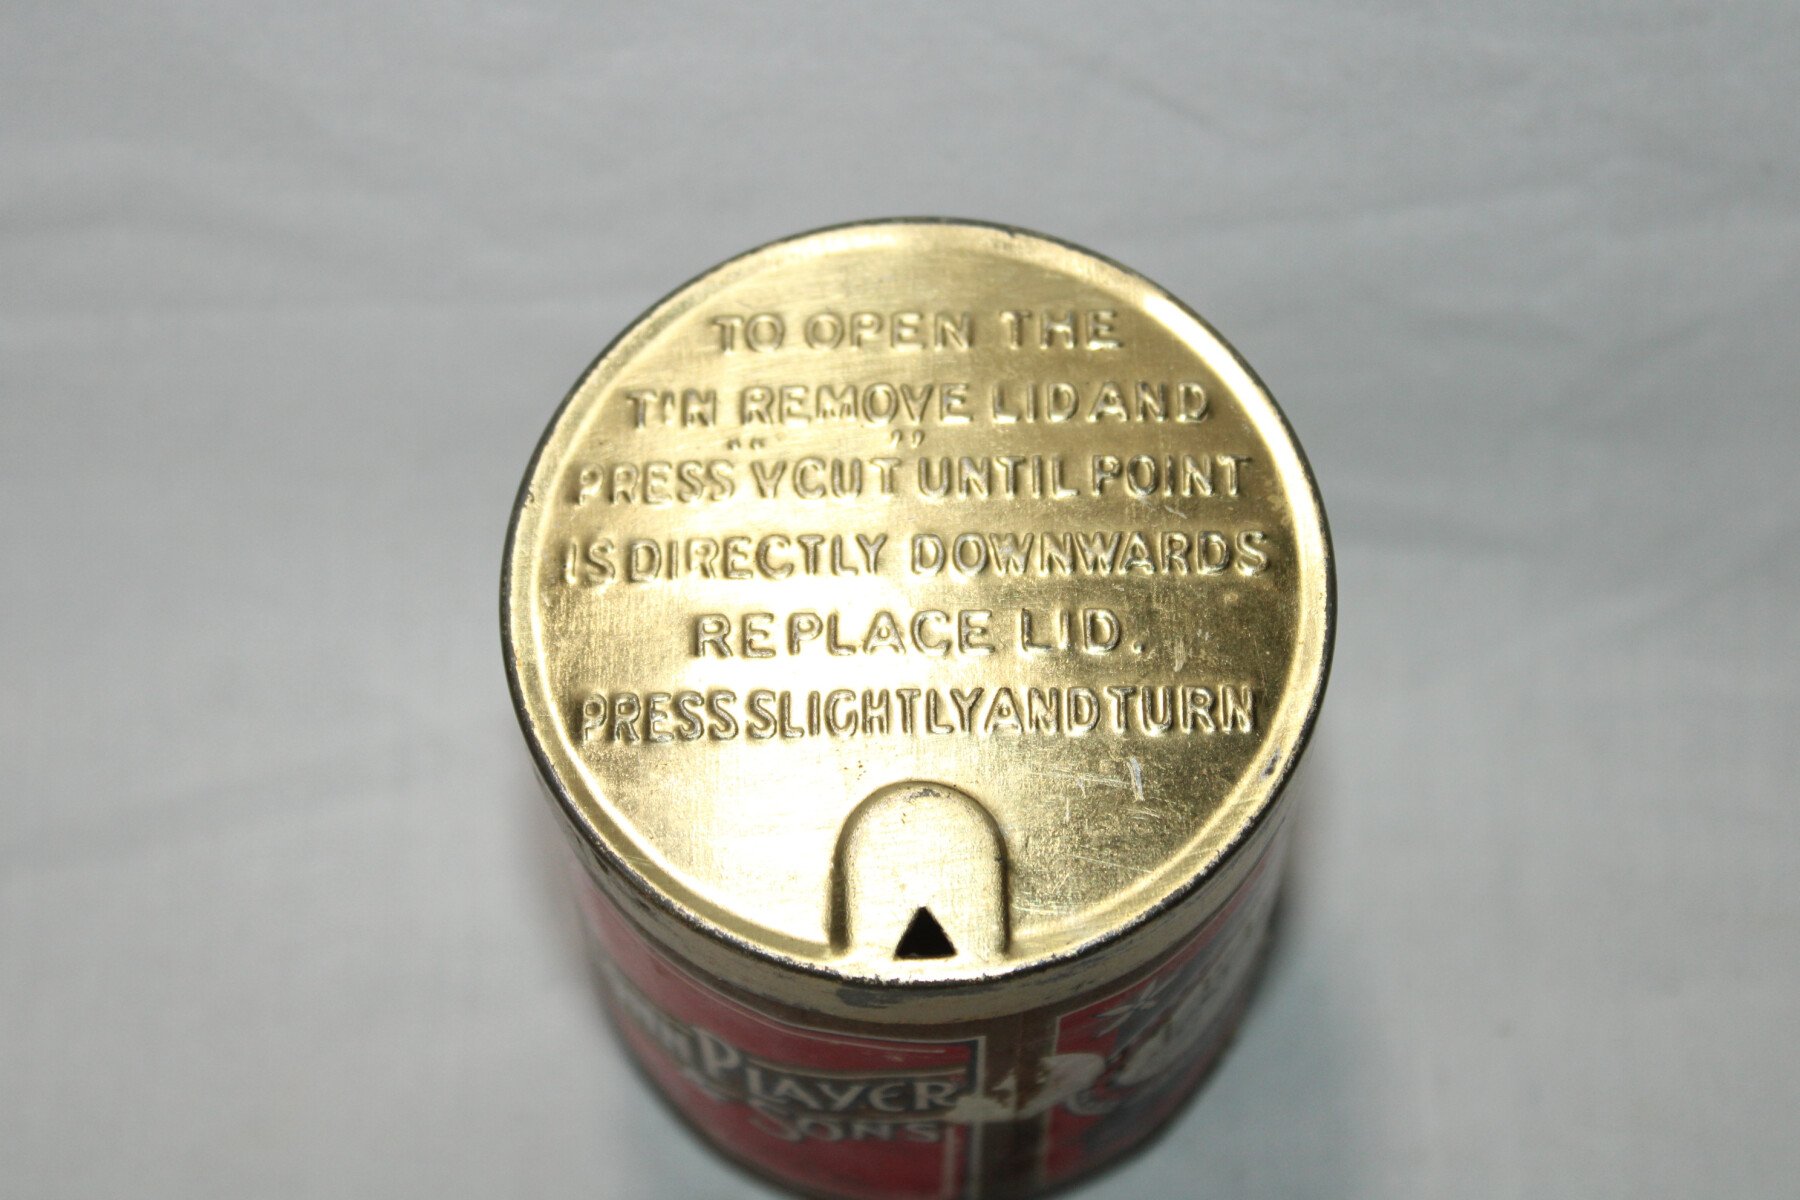 TO OPEN THE
TIN REMOVE LID AND
PRESS "V" CUT UNTIL POINT
IS DIRECTLY DOWNWARDS
REPLACE LID.
PRESS SLIGHTLY AND TURN
PLAYER
SONS